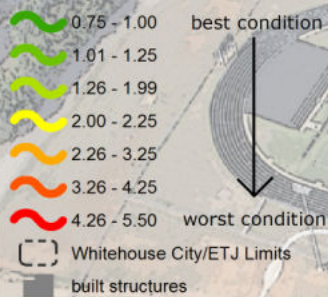 0.75 - 1.00 best condition
1.01 - 1.25
1.26 - 1.99
2.00 - 2.25
2.26 - 3.25
3.26 - 4.25
4.26 - 5.50 worst condition
Whitehouse City/ETJ Limits
built structures